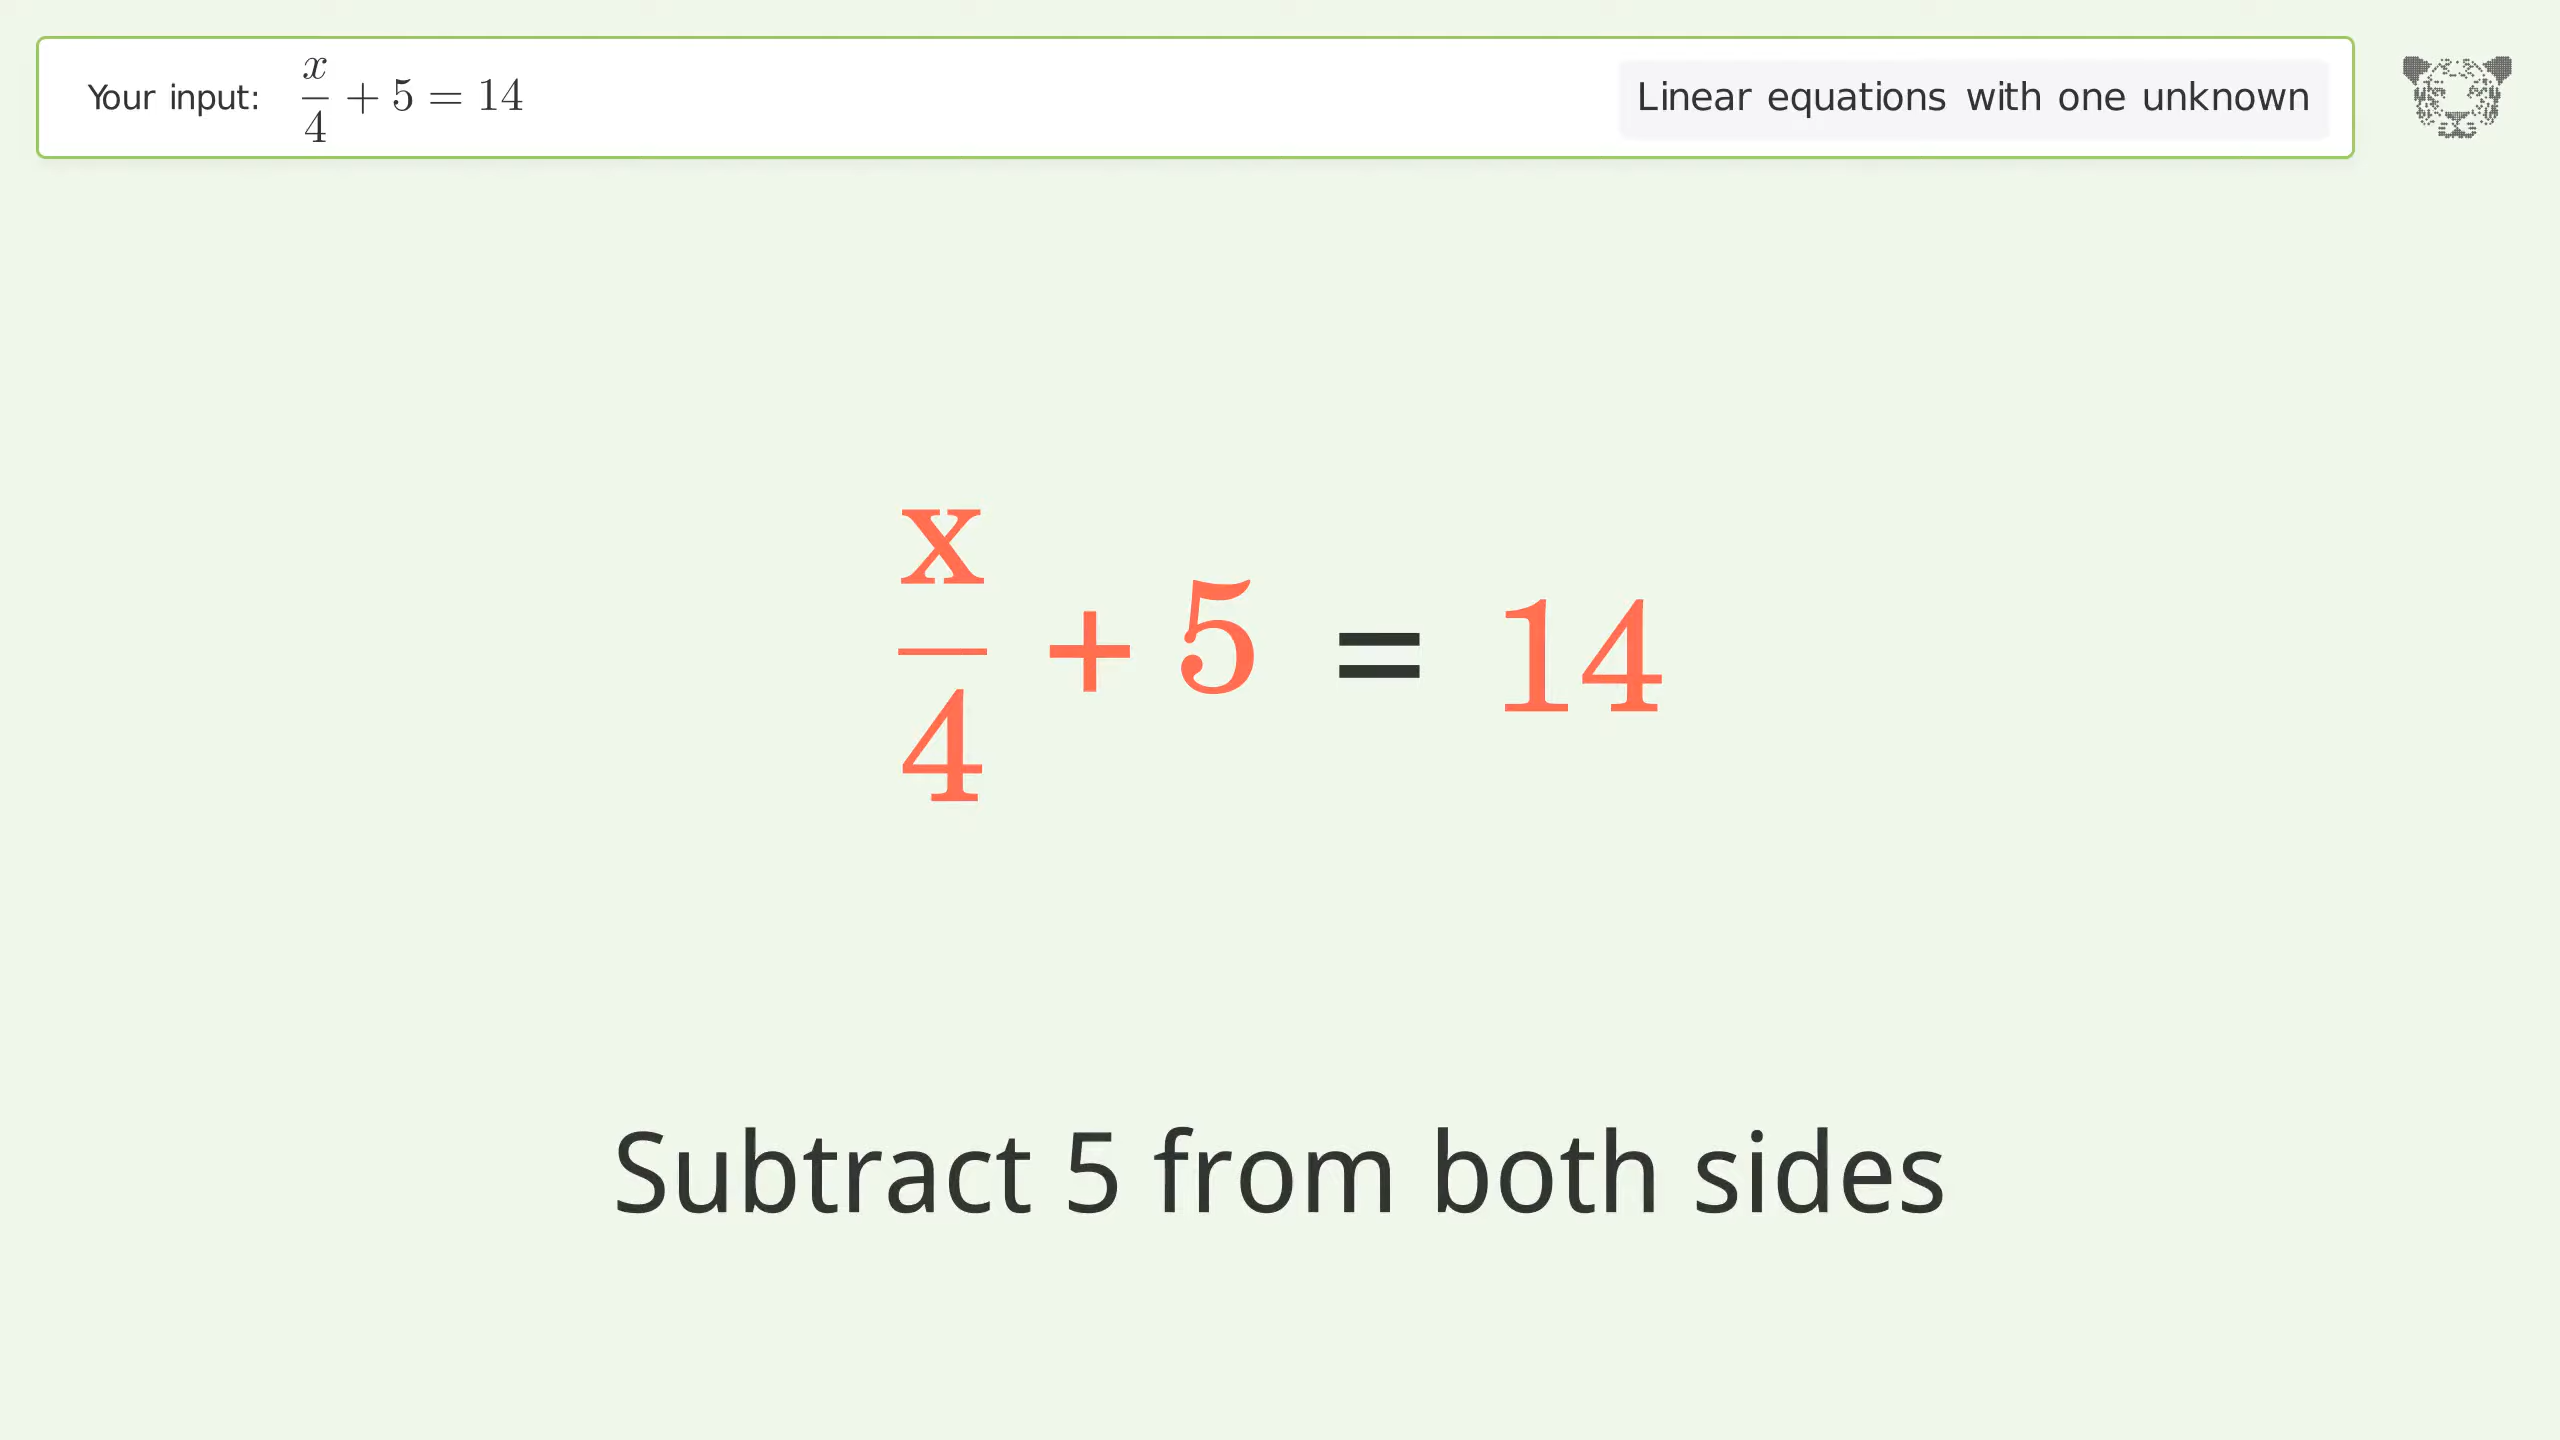 Your input: x/4 + 5 = 14
Linear equations with one unknown
x/4 + 5 = 14
Subtract 5 from both sides